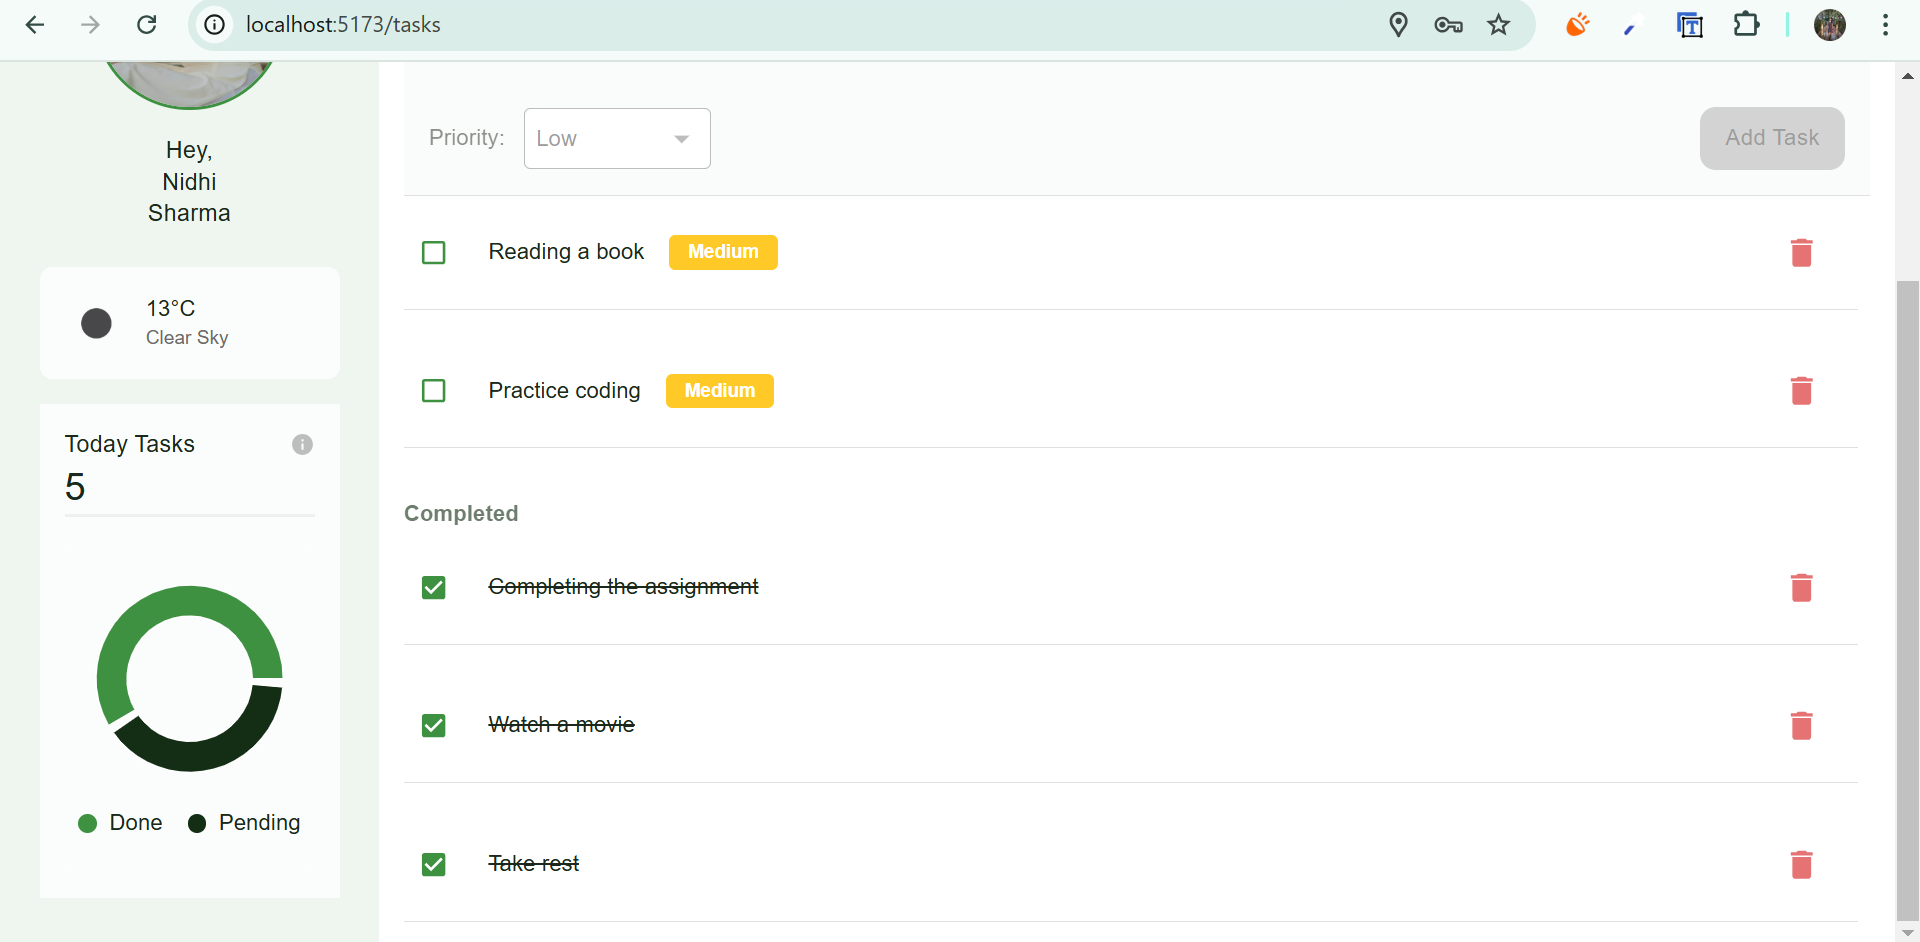 localhost:5173/tasks
Hey,
Nidhi
Sharma
13°C
Clear Sky
Today Tasks
5
Done
Pending
Priority:
Low
Add Task
Reading a book
Medium
Practice coding
Medium
Completed
Completing the assignment
Watch a movie
Take rest